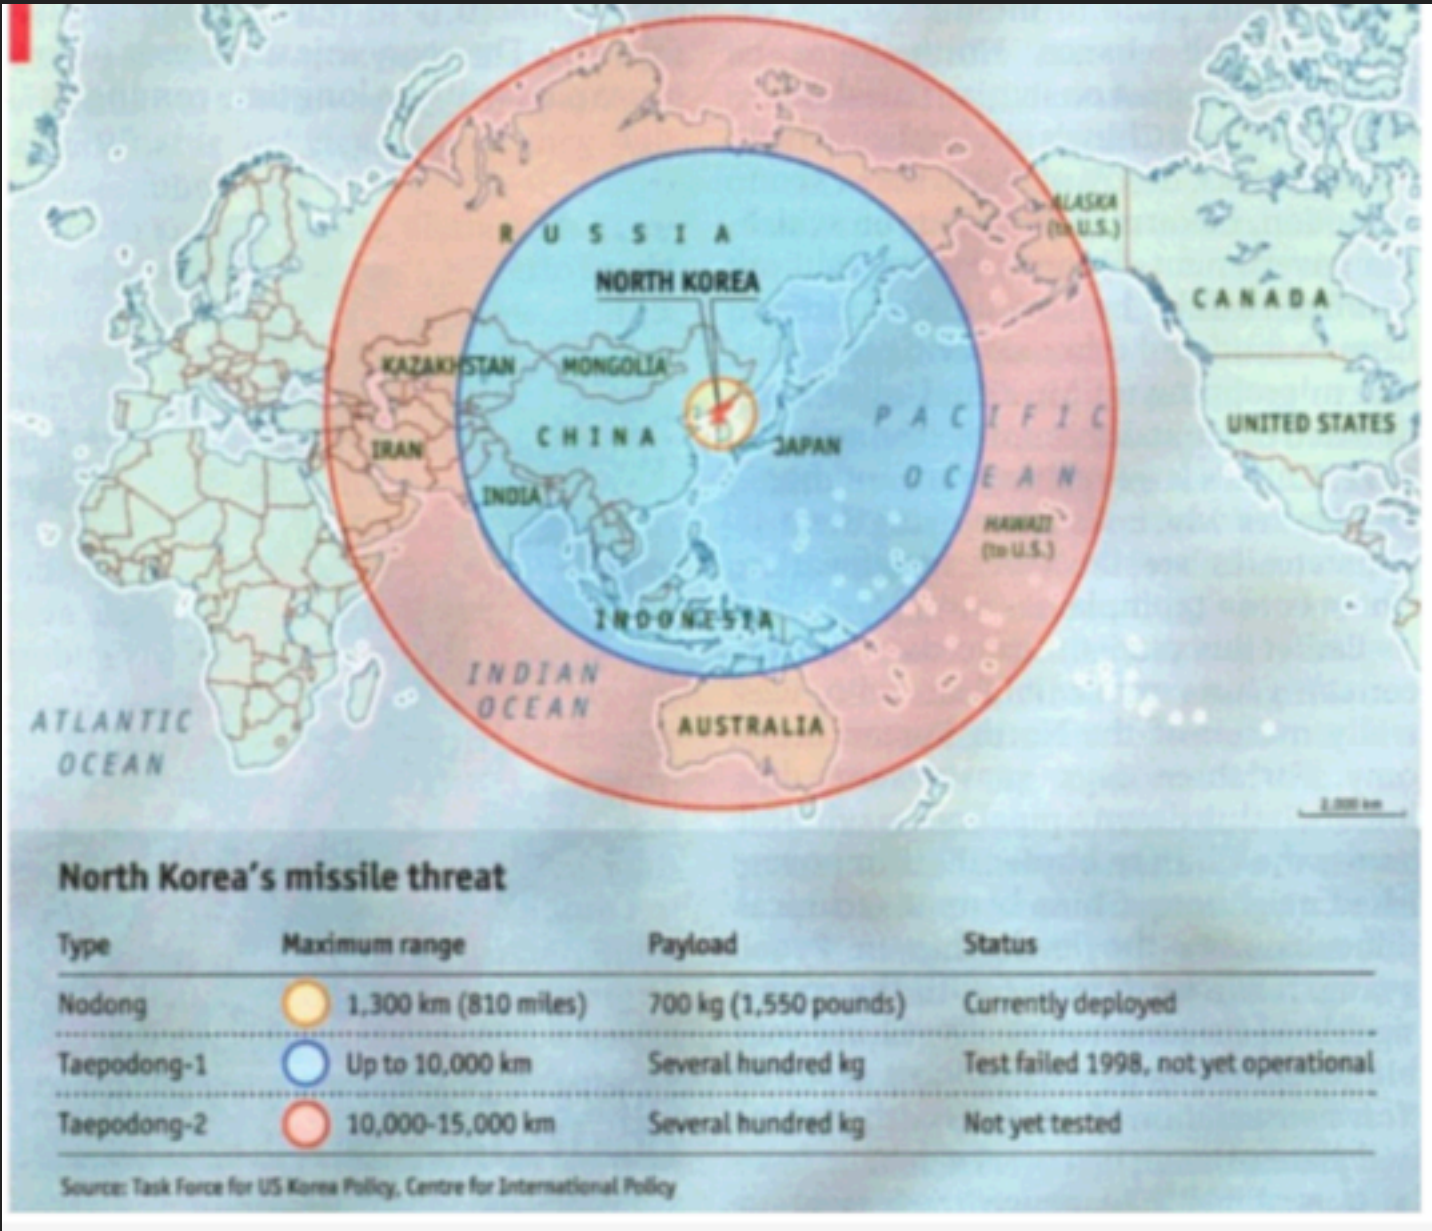 RUSSIA
NORTH KOREA
ALASKA
(to U.S.)
CANADA
KAZAKHSTAN
MONGOLIA
UNITED STATES
CHINA
JAPAN
PACIFIC
OCEAN
IRAN
INDIA
HAWAII
(to U.S.)
INDONESIA
INDIAN
OCEAN
ATLANTIC
OCEAN
AUSTRALIA
2,000 km
North Korea's missile threat
Type Maximum range Payload Status
Nodong 1,300 km (810 miles) 700 kg (1,550 pounds) Currently deployed
Taepodong-1 Up to 10,000 km Several hundred kg Test failed 1998, not yet operational
Taepodong-2 10,000-15,000 km Several hundred kg Not yet tested
Source: Task Force for US Korea Policy, Centre for International Policy